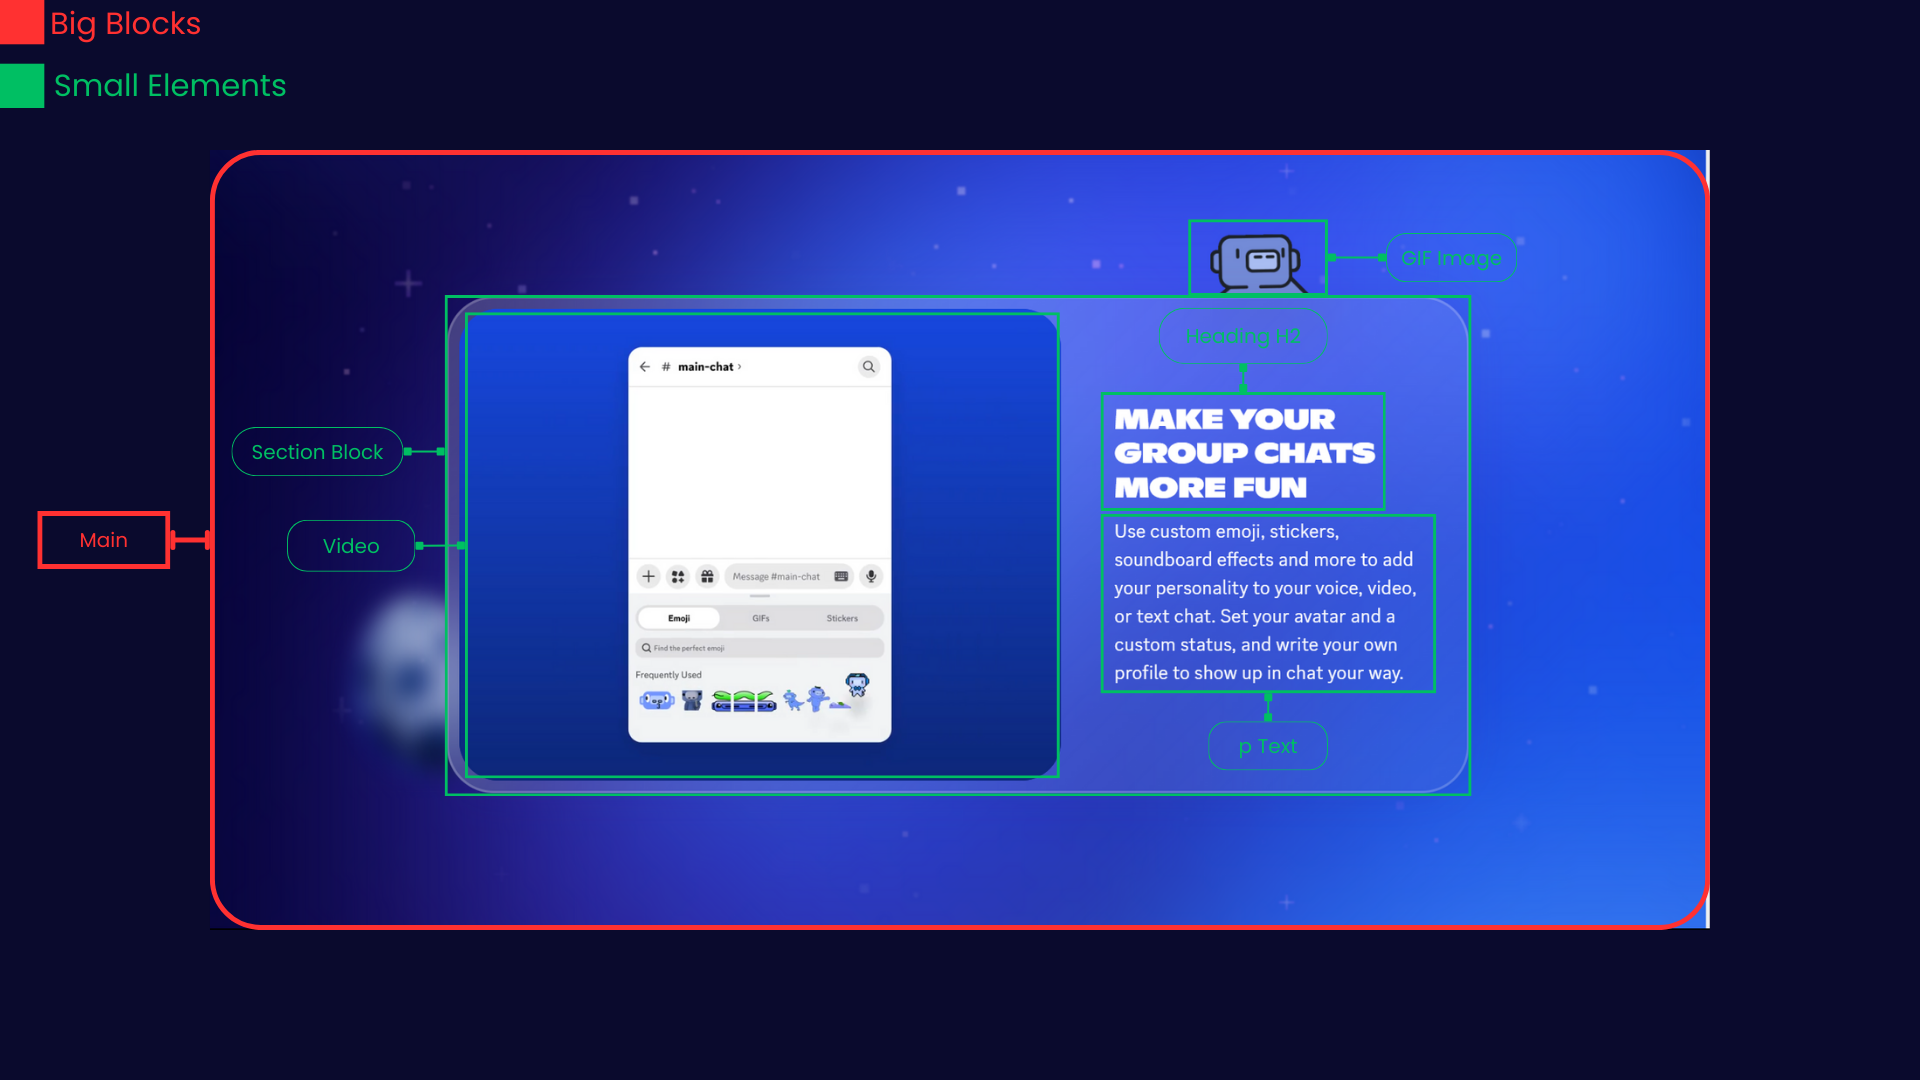 Big Blocks
Small Elements
GIF Image
Heading H2
# main-chat ›
MAKE YOUR
GROUP CHATS
MORE FUN
Section Block
Main
Video
Use custom emoji, stickers,
soundboard effects and more to add
your personality to your voice, video,
or text chat. Set your avatar and a
custom status, and write your own
profile to show up in chat your way.
Message #main-chat
Emoji
GIFs
Stickers
Find the perfect emoji
Frequently Used
p Text